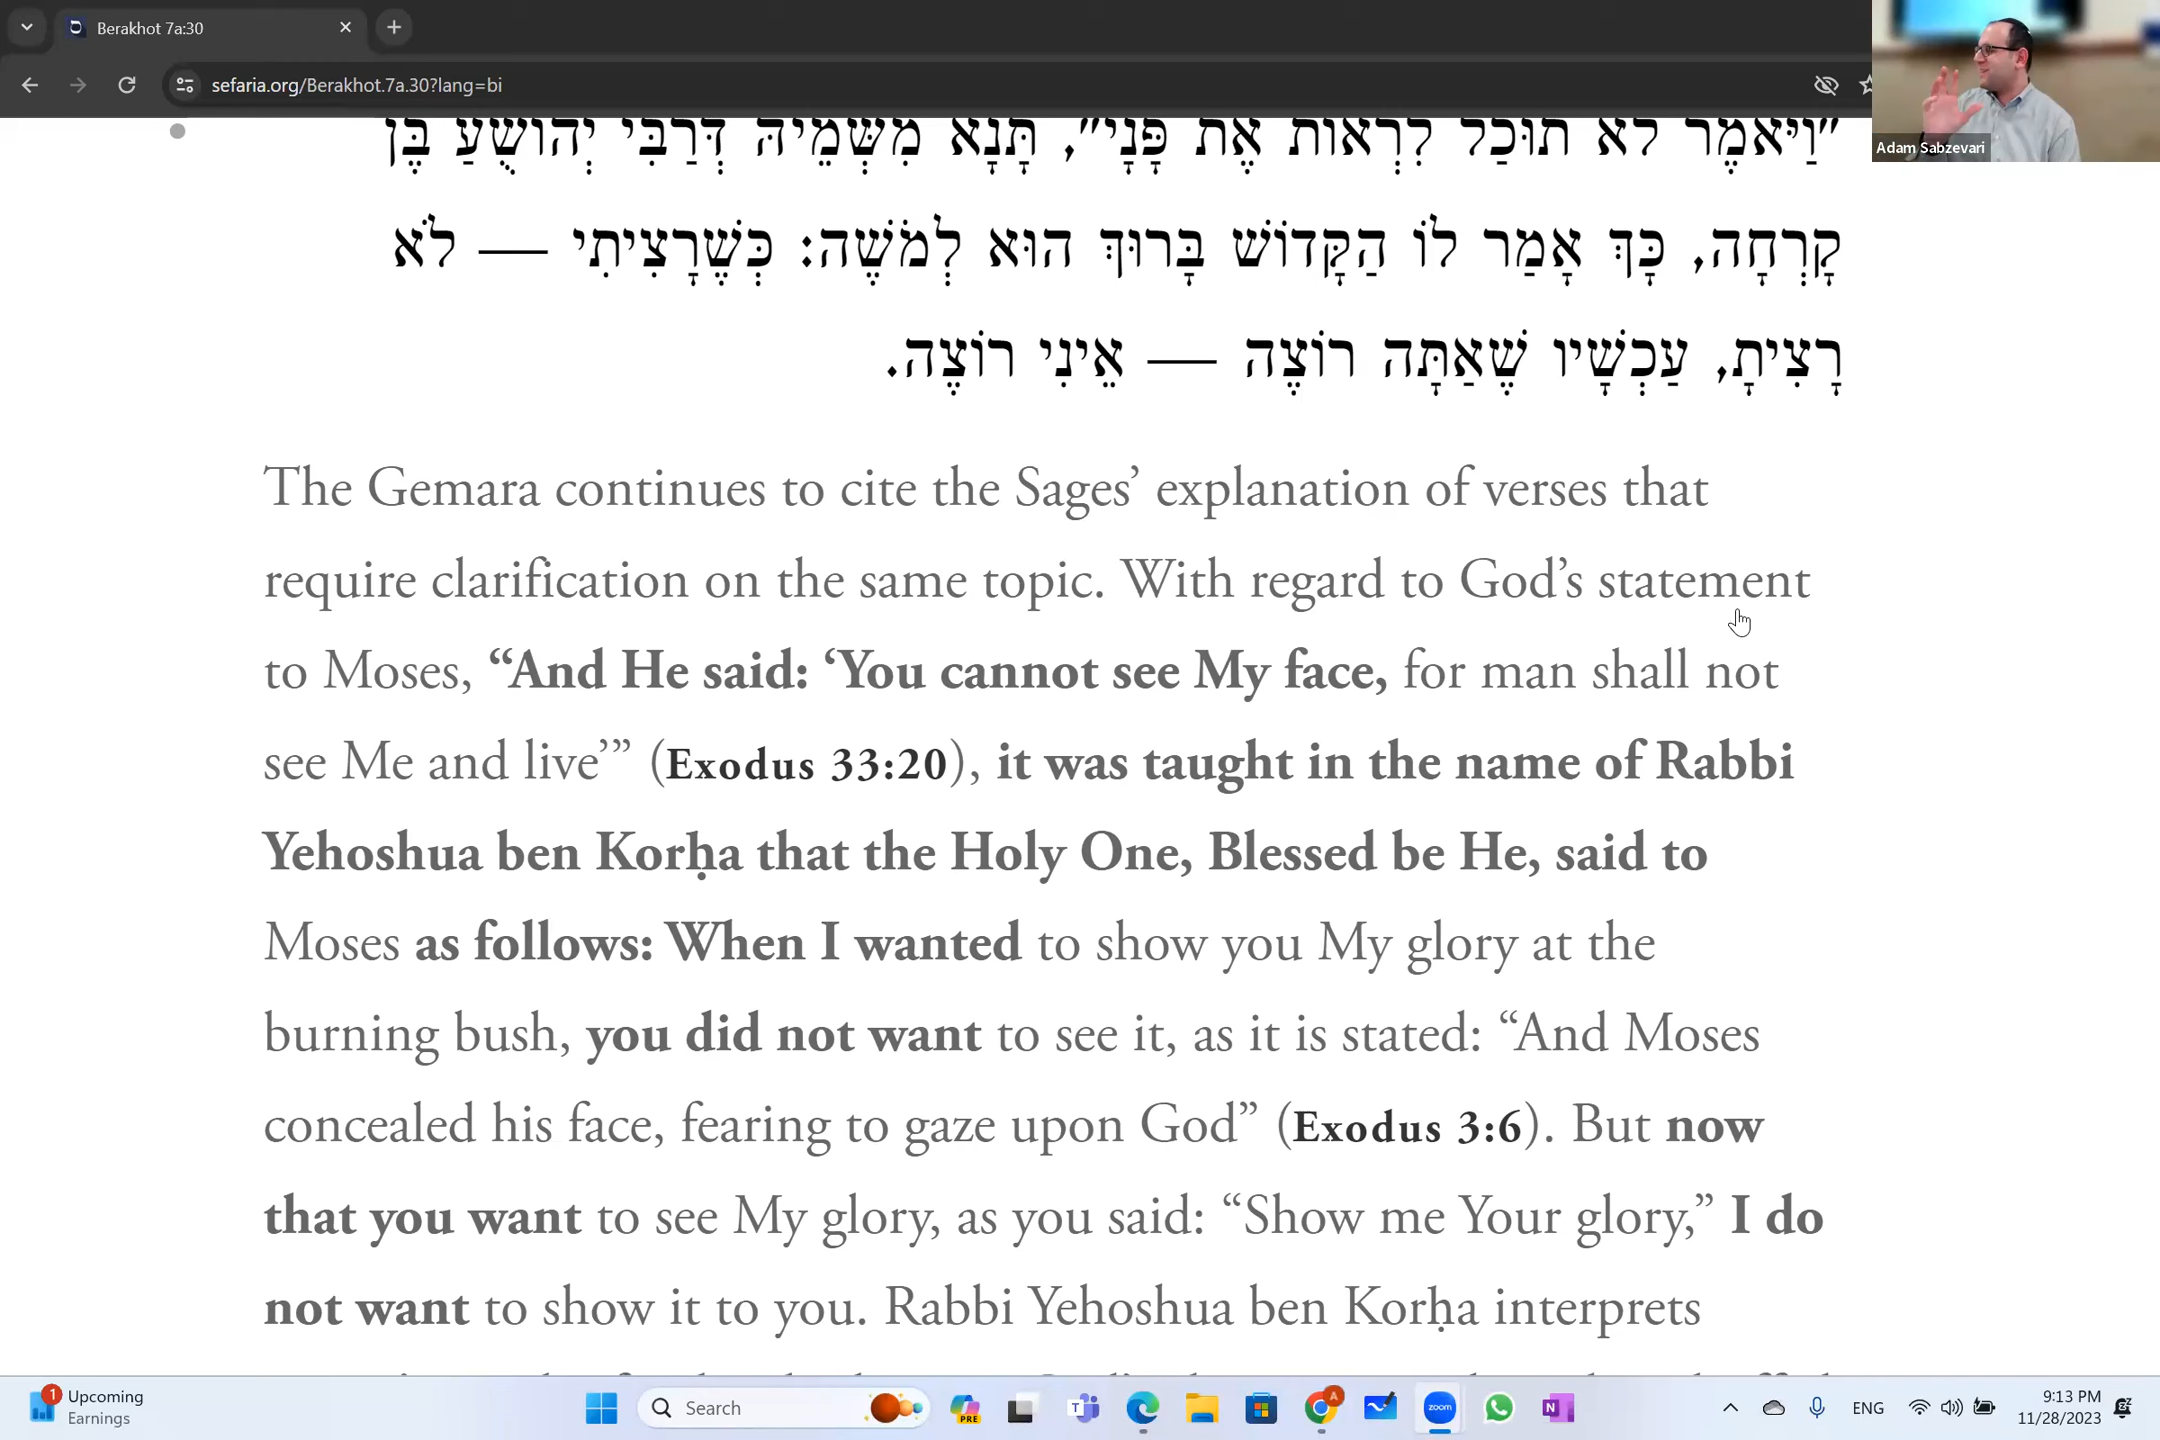 Berakhot 7a:30
sefaria.org/Berakhot.7a.30?lang=bi
Adam Sabzevari
״וַיֹּאמֶר לֹא תוּכַל לִרְאוֹת אֶת פָּנָי״, תָּנָא מִשְּׁמֵיהּ דְּרַבִּי יְהוֹשֻׁעַ בֶּן
קׇרְחָה, כָּךְ אָמַר לוֹ הַקָּדוֹשׁ בָּרוּךְ הוּא לְמֹשֶׁה: כְּשֶׁרָצִיתִי — לֹא
רָצִיתָ, עַכְשָׁיו שֶׁאַתָּה רוֹצֶה — אֵינִי רוֹצֶה.
The Gemara continues to cite the Sages’ explanation of verses that
require clarification on the same topic. With regard to God’s statement
to Moses, “And He said: ‘You cannot see My face, for man shall not
see Me and live’” (Exodus 33:20), it was taught in the name of Rabbi
Yehoshua ben Korḥa that the Holy One, Blessed be He, said to
Moses as follows: When I wanted to show you My glory at the
burning bush, you did not want to see it, as it is stated: “And Moses
concealed his face, fearing to gaze upon God” (Exodus 3:6). But now
that you want to see My glory, as you said: “Show me Your glory,” I do
not want to show it to you. Rabbi Yehoshua ben Korḥa interprets
1
Upcoming
Earnings
Search
PRE
T
A
zoom
N
ENG
9:13 PM
11/28/2023